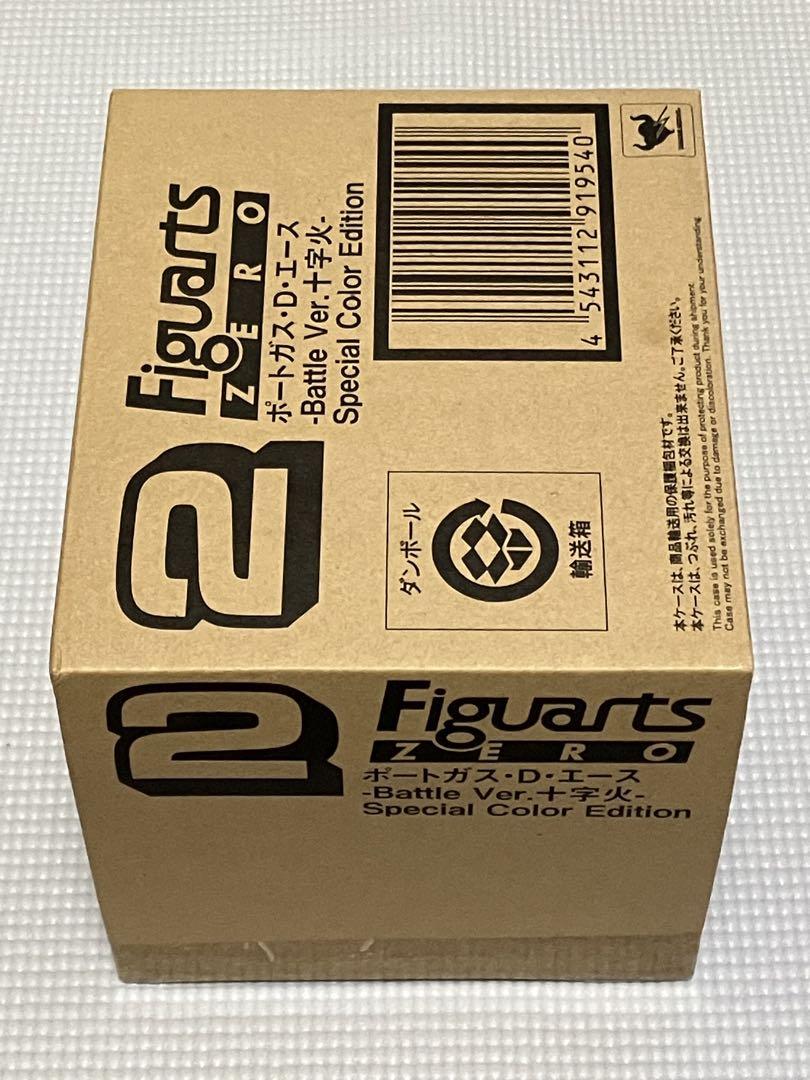 2
Figuarts
ZERO
ポートガス・D・エース
-Battle Ver.十字火-
Special Color Edition
4 543112 919540
ダンボール
輸送箱
本ケースは、商品輸送用の保護梱包材です。
本ケースは、つぶれ、汚れ等による交換は出来ません。ご了承ください。
This case is used solely for the purpose of protecting product during shipment.
Case may not be exchanged due to damage or discoloration. Thank you for your understanding
2
Figuarts
ZERO
ポートガス・D・エース
-Battle Ver.十字火-
Special Color Edition